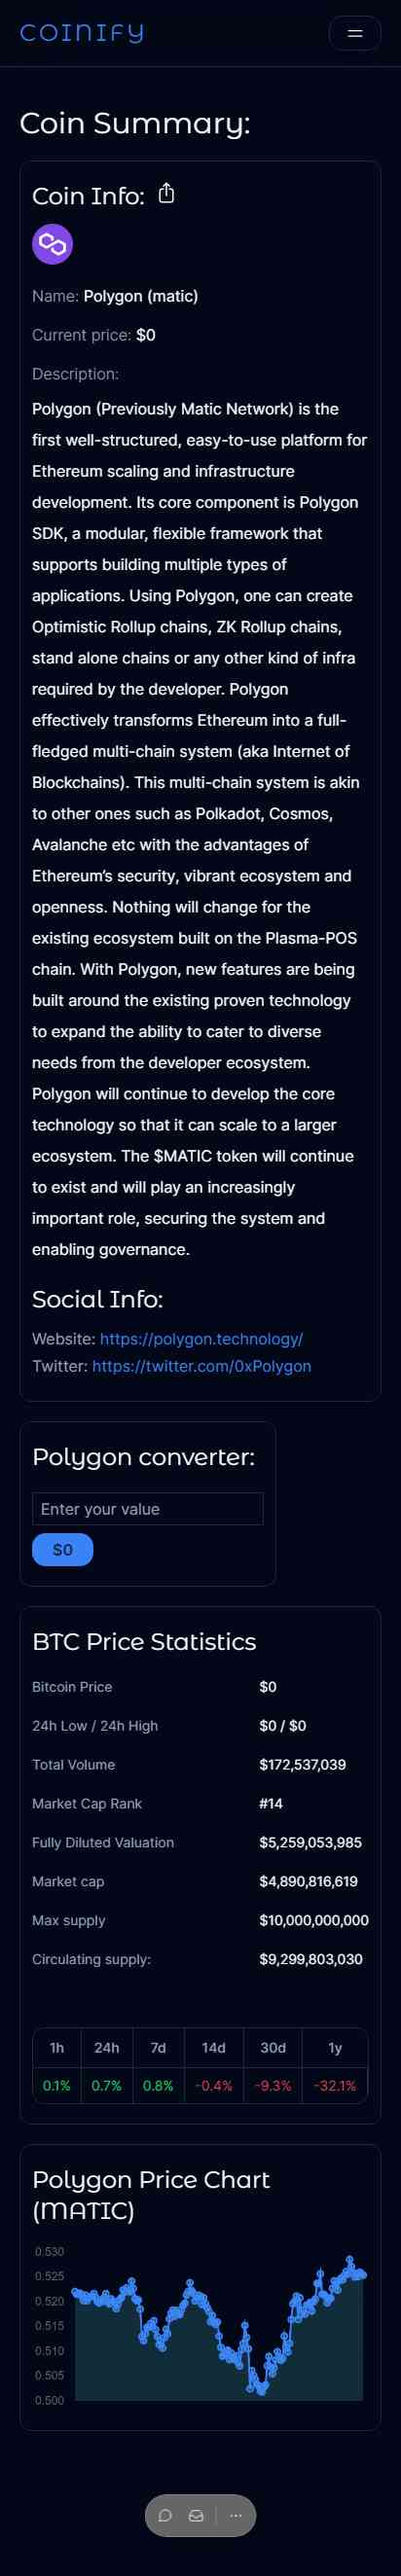 COINIFY
Coin Summary:
Coin Info:
Name: Polygon (matic)
Current price: $0
Description:
Polygon (Previously Matic Network) is the
first well-structured, easy-to-use platform for
Ethereum scaling and infrastructure
development. Its core component is Polygon
SDK, a modular, flexible framework that
supports building multiple types of
applications. Using Polygon, one can create
Optimistic Rollup chains, ZK Rollup chains,
stand alone chains or any other kind of infra
required by the developer. Polygon
effectively transforms Ethereum into a full-
fledged multi-chain system (aka Internet of
Blockchains). This multi-chain system is akin
to other ones such as Polkadot, Cosmos,
Avalanche etc with the advantages of
Ethereum’s security, vibrant ecosystem and
openness. Nothing will change for the
existing ecosystem built on the Plasma-POS
chain. With Polygon, new features are being
built around the existing proven technology
to expand the ability to cater to diverse
needs from the developer ecosystem.
Polygon will continue to develop the core
technology so that it can scale to a larger
ecosystem. The $MATIC token will continue
to exist and will play an increasingly
important role, securing the system and
enabling governance.
Social Info:
Website: https://polygon.technology/
Twitter: https://twitter.com/0xPolygon
Polygon converter:
Enter your value
$0
BTC Price Statistics
Bitcoin Price $0
24h Low / 24h High $0 / $0
Total Volume $172,537,039
Market Cap Rank #14
Fully Diluted Valuation $5,259,053,985
Market cap $4,890,816,619
Max supply $10,000,000,000
Circulating supply: $9,299,803,030
1h 24h 7d 14d 30d 1y
0.1% 0.7% 0.8% -0.4% -9.3% -32.1%
Polygon Price Chart
(MATIC)
0.530
0.525
0.520
0.515
0.510
0.505
0.500